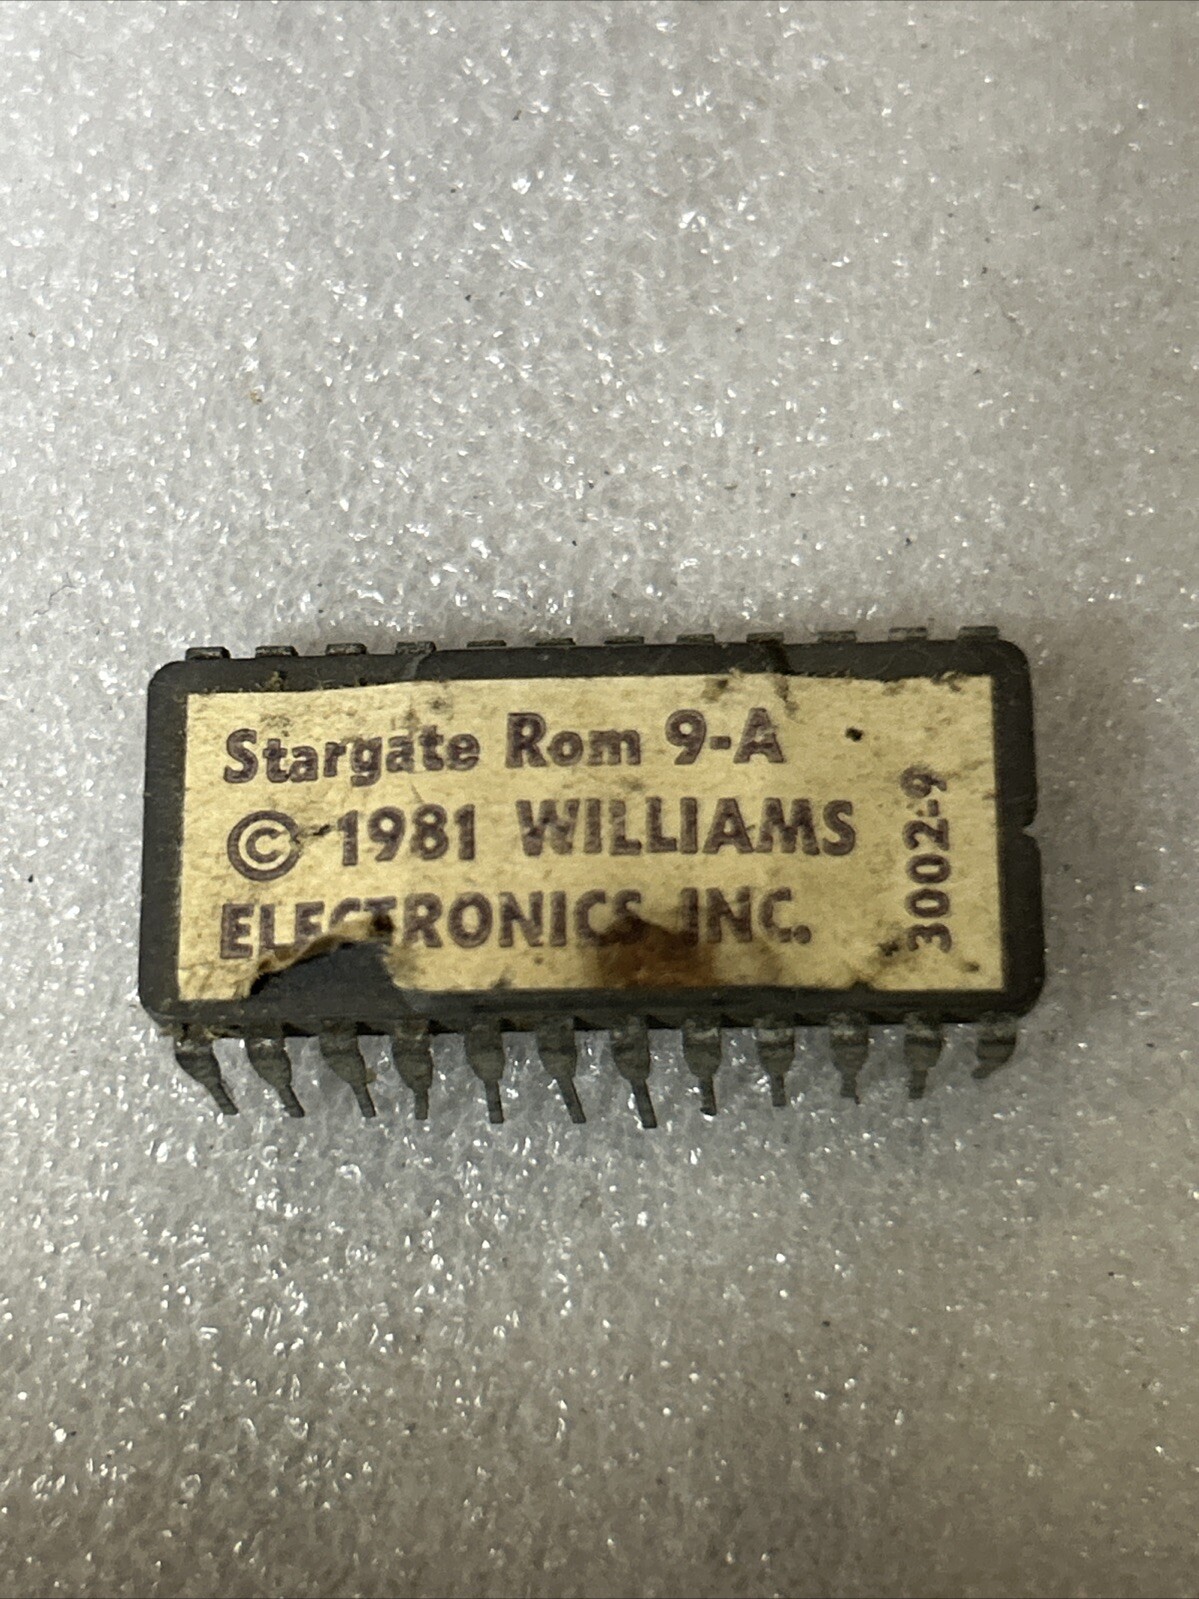 Stargate Rom 9-A
© 1981 WILLIAMS
ELECTRONICS INC.
3002-9